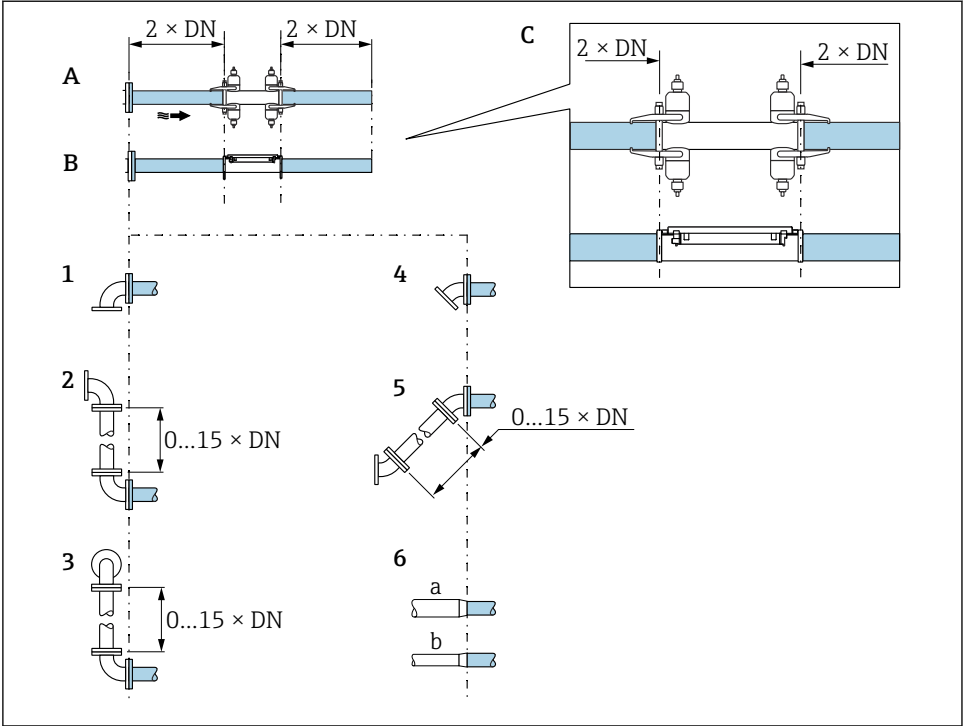 2 × DN 2 × DN
A
B
C
2 × DN 2 × DN
1
2
0...15 × DN
3
0...15 × DN
4
5
0...15 × DN
6
a
b